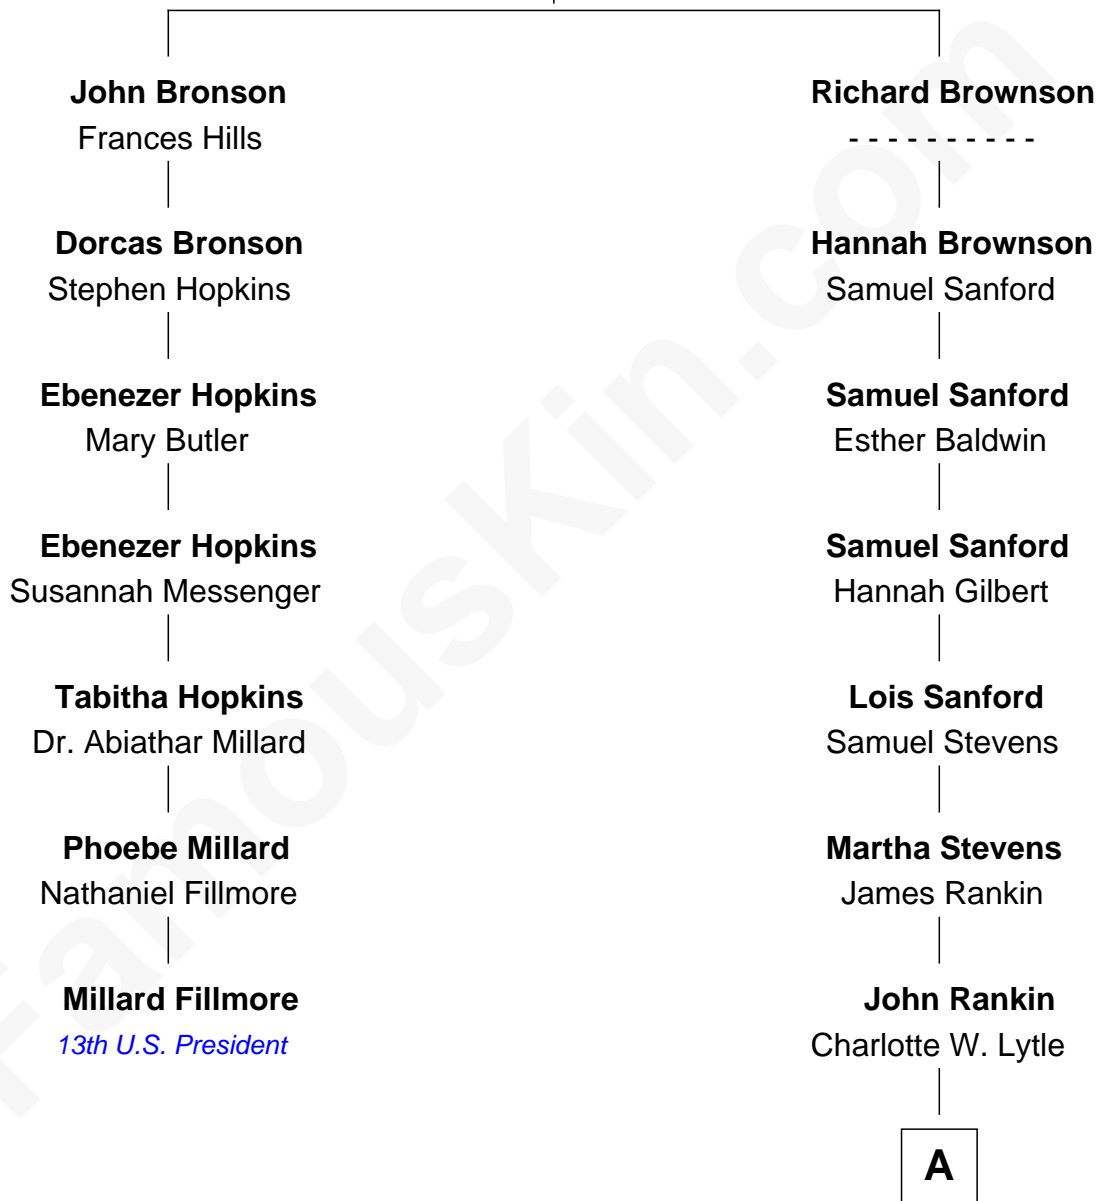 John Bronson
Frances Hills
Dorcas Bronson
Stephen Hopkins
Ebenezer Hopkins
Mary Butler
Ebenezer Hopkins
Susannah Messenger
Tabitha Hopkins
Dr. Abiathar Millard
Phoebe Millard
Nathaniel Fillmore
Millard Fillmore
13th U.S. President
Richard Brownson
- - - - - - - - - -
Hannah Brownson
Samuel Sanford
Samuel Sanford
Esther Baldwin
Samuel Sanford
Hannah Gilbert
Lois Sanford
Samuel Stevens
Martha Stevens
James Rankin
John Rankin
Charlotte W. Lytle
A
FamousKin.com